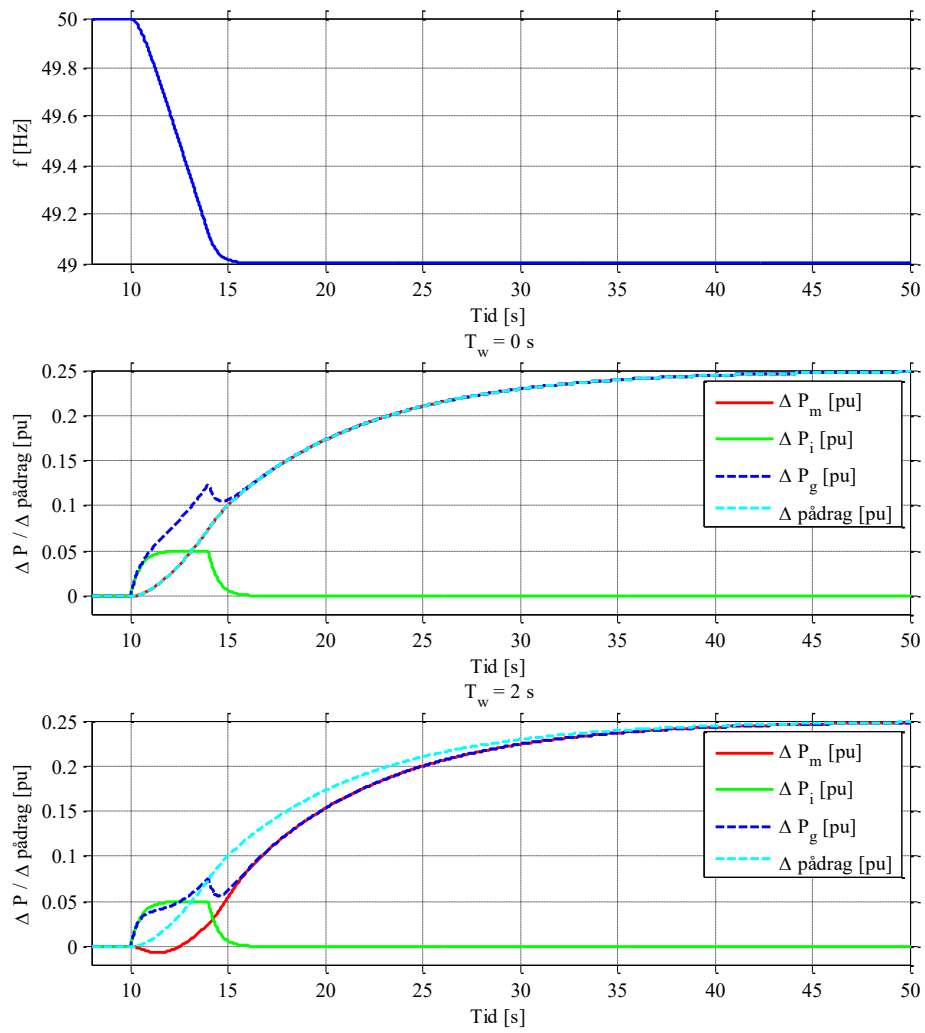 50
49.8
49.6
49.4
49.2
49
f [Hz]
10 15 20 25 30 35 40 45 50
Tid [s]
T_w = 0 s
0.25
0.2
0.15
0.1
0.05
0
Δ P / Δ pådrag [pu]
Δ P_m [pu]
Δ P_i [pu]
Δ P_g [pu]
Δ pådrag [pu]
10 15 20 25 30 35 40 45 50
Tid [s]
T_w = 2 s
0.25
0.2
0.15
0.1
0.05
0
Δ P / Δ pådrag [pu]
Δ P_m [pu]
Δ P_i [pu]
Δ P_g [pu]
Δ pådrag [pu]
10 15 20 25 30 35 40 45 50
Tid [s]